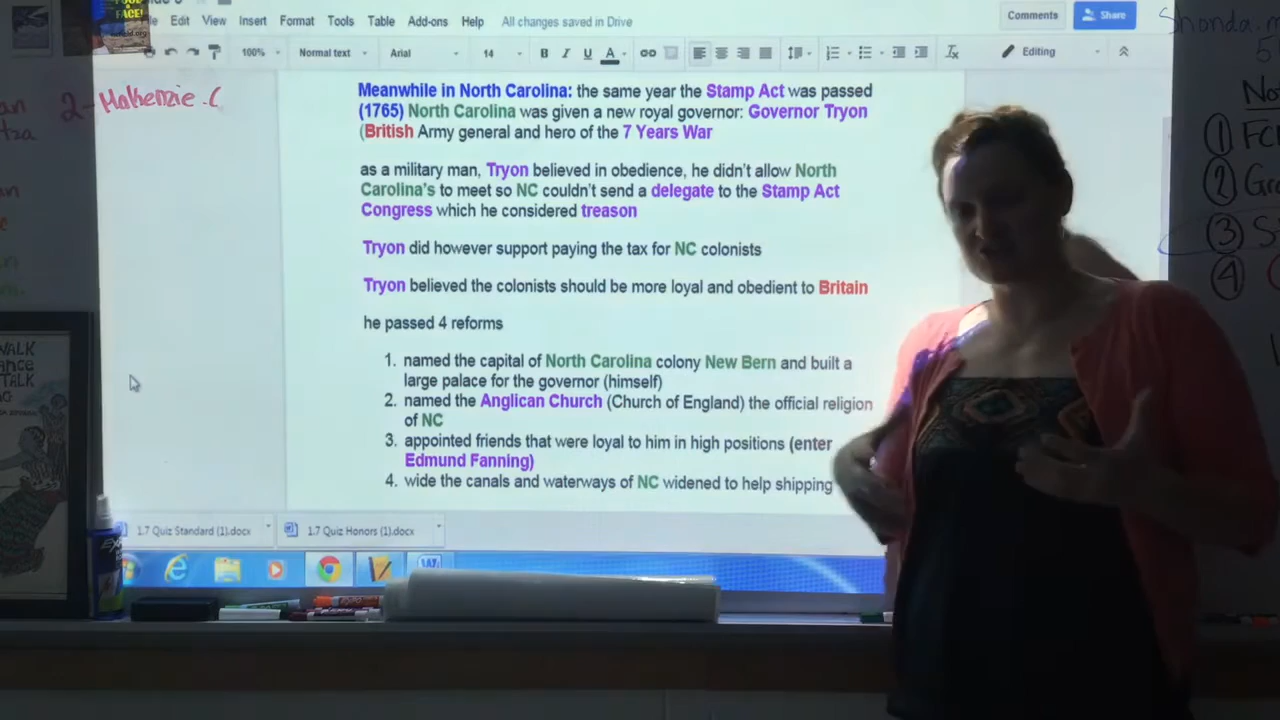 Edit View Insert Format Tools Table Add-ons Help All changes saved in Drive
Comments
Share
100% Normal text Arial 14 B I U A Editing
2- Makenzie. C
Meanwhile in North Carolina: the same year the Stamp Act was passed
(1765) North Carolina was given a new royal governor: Governor Tryon
(British Army general and hero of the 7 Years War
as a military man, Tryon believed in obedience, he didn't allow North
Carolina's to meet so NC couldn't send a delegate to the Stamp Act
Congress which he considered treason
Tryon did however support paying the tax for NC colonists
Tryon believed the colonists should be more loyal and obedient to Britain
he passed 4 reforms
1. named the capital of North Carolina colony New Bern and built a
large palace for the governor (himself)
2. named the Anglican Church (Church of England) the official religion
of NC
3. appointed friends that were loyal to him in high positions (enter
Edmund Fanning)
4. wide the canals and waterways of NC widened to help shipping
1.7 Quiz Standard (1).docx
1.7 Quiz Honors (1).docx
FACE!
WALK
TALK
Shonda
1
2
3
4